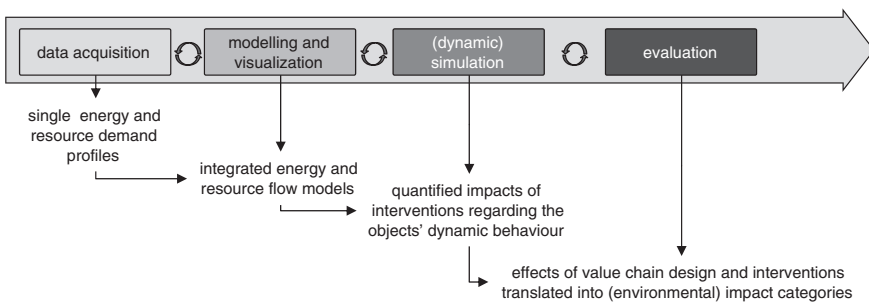 data acquisition
modelling and
visualization
(dynamic)
simulation
evaluation
single energy and
resource demand
profiles
integrated energy and
resource flow models
quantified impacts of
interventions regarding the
objects' dynamic behaviour
effects of value chain design and interventions
translated into (environmental) impact categories